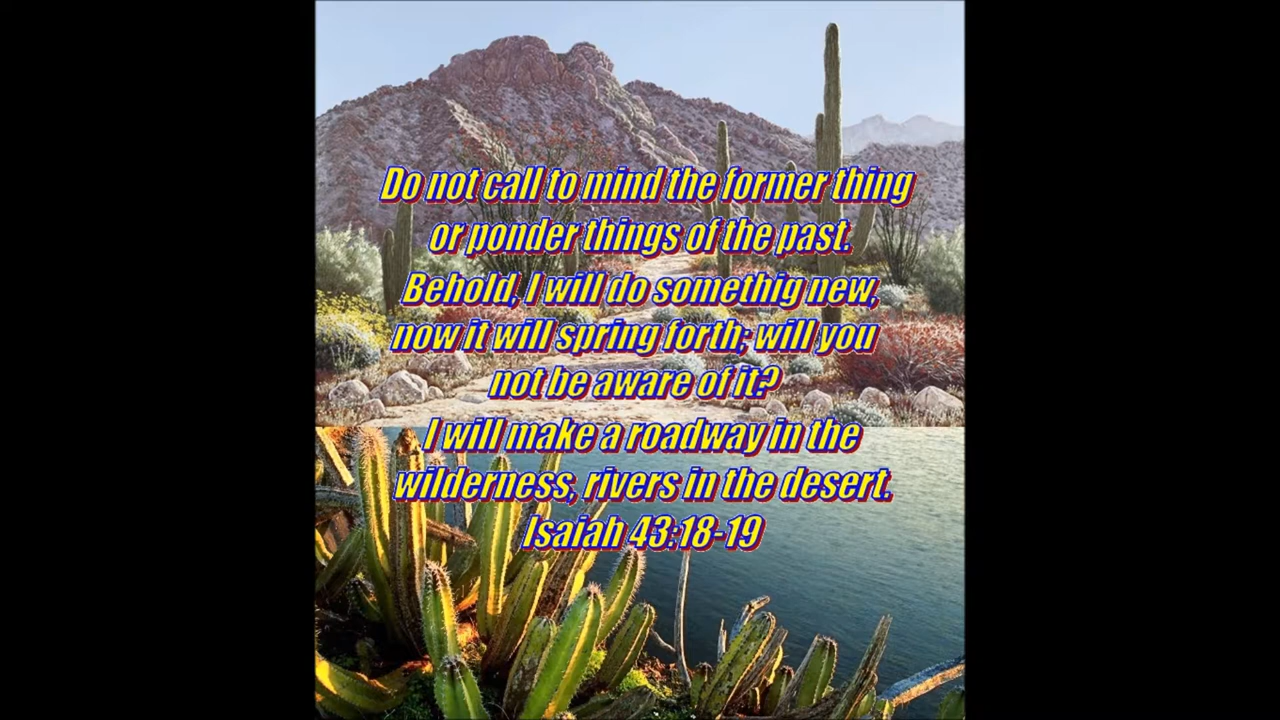 Do not call to mind the former thing
or ponder things of the past.
Behold, I will do somethig new,
now it will spring forth; will you
not be aware of it?
I will make a roadway in the
wilderness, rivers in the desert.
Isaiah 43:18-19